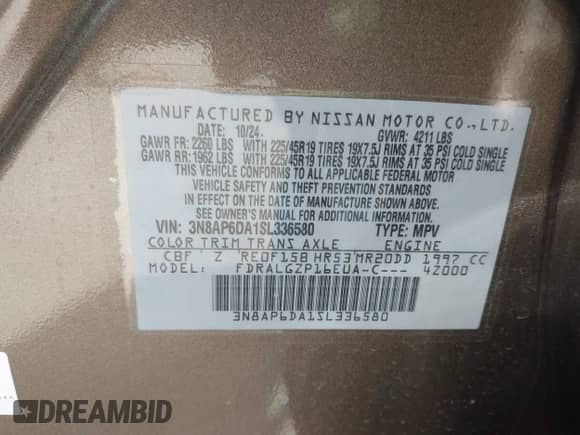 MANUFACTURED BY NISSAN MOTOR CO.,LTD.
DATE: 10/24 GVWR: 4211 LBS
GAWR FR: 2260 LBS WITH 225/45R19 TIRES 19X7.5J RIMS AT 35 PSI COLD SINGLE
GAWR RR: 1962 LBS WITH 225/45R19 TIRES 19X7.5J RIMS AT 35 PSI COLD SINGLE
THIS VEHICLE CONFORMS TO ALL APPLICABLE FEDERAL MOTOR
VEHICLE SAFETY AND THEFT PREVENTION STANDARDS
IN EFFECT ON THE DATE OF MANUFACTURE SHOWN ABOVE.
SEE OWNER'S MANUAL FOR ADDITIONAL INFORMATION.
VIN: 3N8AP6DA1SL336580 TYPE: MPV
COLOR TRIM TRANS AXLE ENGINE
CBF Z RE0F15B HR53 MR20DD 1997 CC
FDRALGZP16EUA-C--- 4Z000
3N8AP6DA1SL336580
DREAMBID